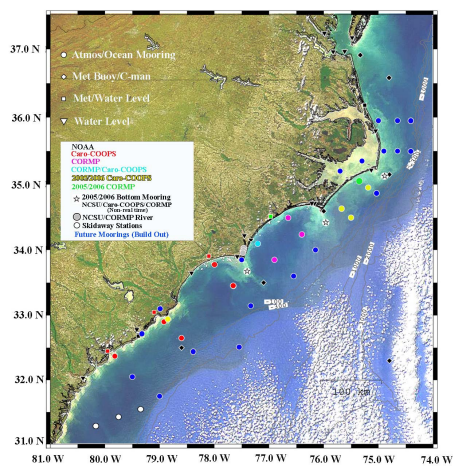 37.0 N
36.0 N
35.0 N
34.0 N
33.0 N
32.0 N
31.0 N
81.0 W
80.0 W
79.0 W
78.0 W
77.0 W
76.0 W
75.0 W
74.0 W
Atmos/Ocean Mooring
Met Buoy/C-man
Met/Water Level
Water Level
NOAA
Caro-COOPS
CORMP
CORMP/Caro-COOPS
2005/2006 Caro-COOPS
2005/2006 CORMP
2005/2006 Bottom Mooring
NCSU/Caro-COOPS/CORMP
(Non-real time)
NCSU/CORMP River
Skidaway Stations
Future Moorings (Build Out)
100 km